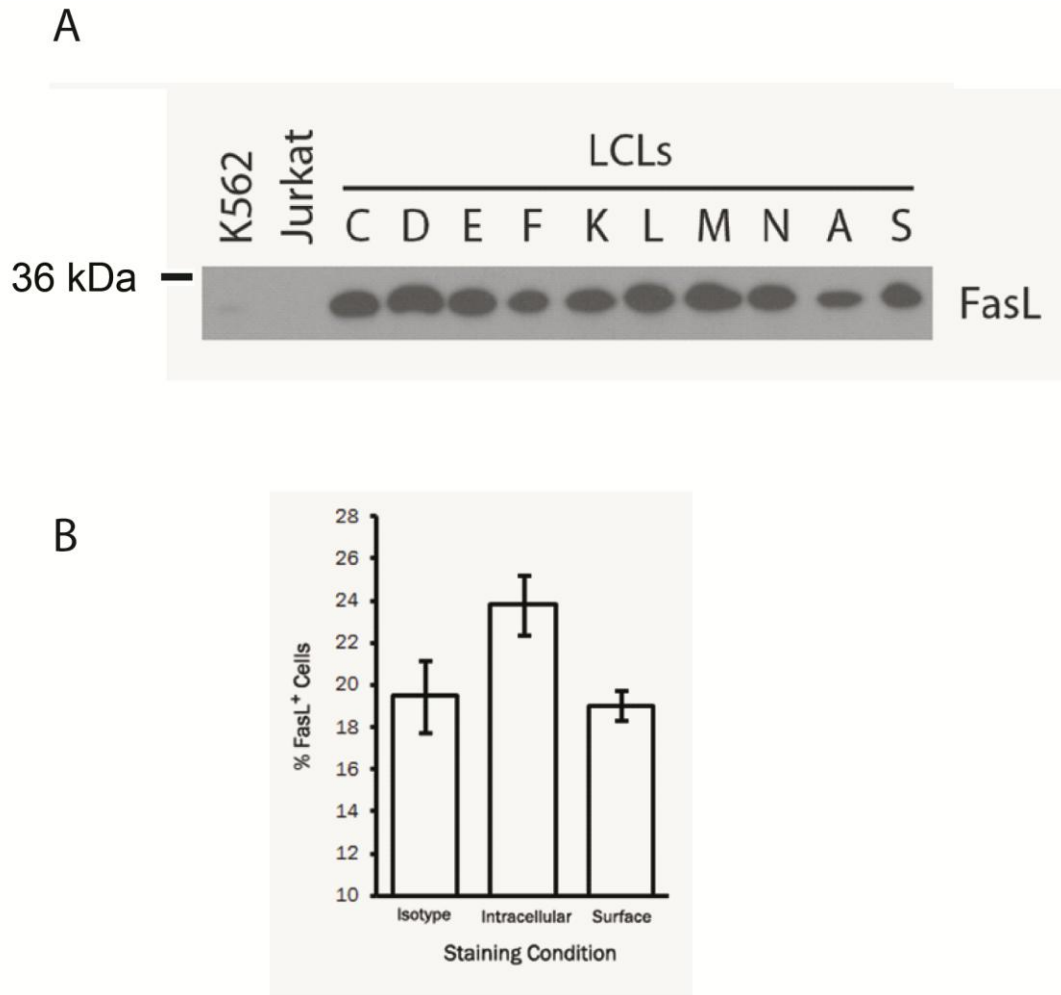 A
K562
Jurkat
LCLs
C D E F K L M N A S
36 kDa
FasL
B
% FasL⁺ Cells
28
26
24
22
20
18
16
14
12
10
Isotype Intracellular Surface
Staining Condition